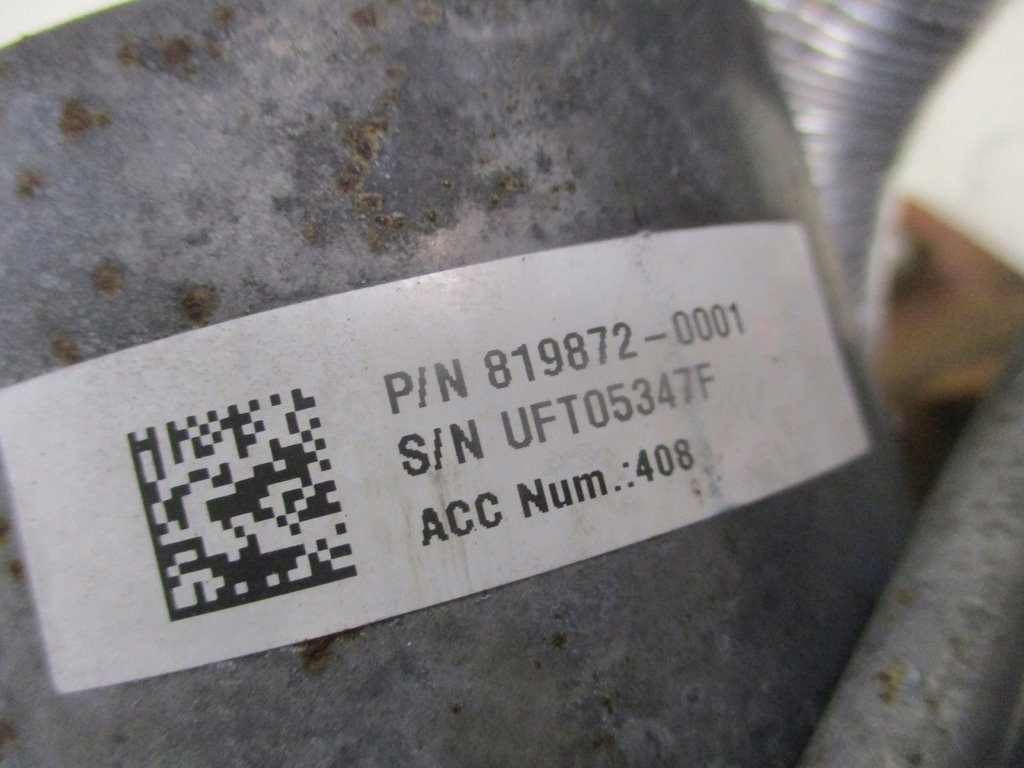 P/N 819872-0001
S/N UFT05347F
ACC Num.:408